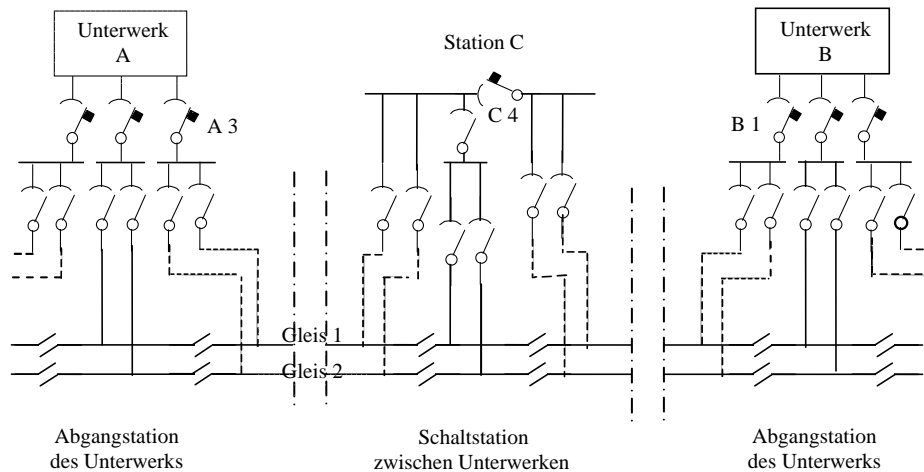 Unterwerk
A
Station C
Unterwerk
B
A 3
C 4
B 1
Gleis 1
Gleis 2
Abgangstation
des Unterwerks
Schaltstation
zwischen Unterwerken
Abgangstation
des Unterwerks